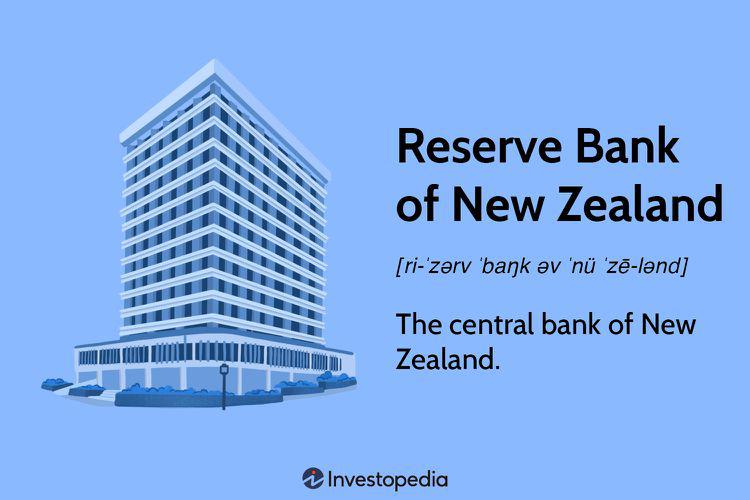 Reserve Bank
of New Zealand
[ri-ˈzərv ˈbaŋk əv ˈnü ˈzē-lənd]
The central bank of New
Zealand.
Investopedia